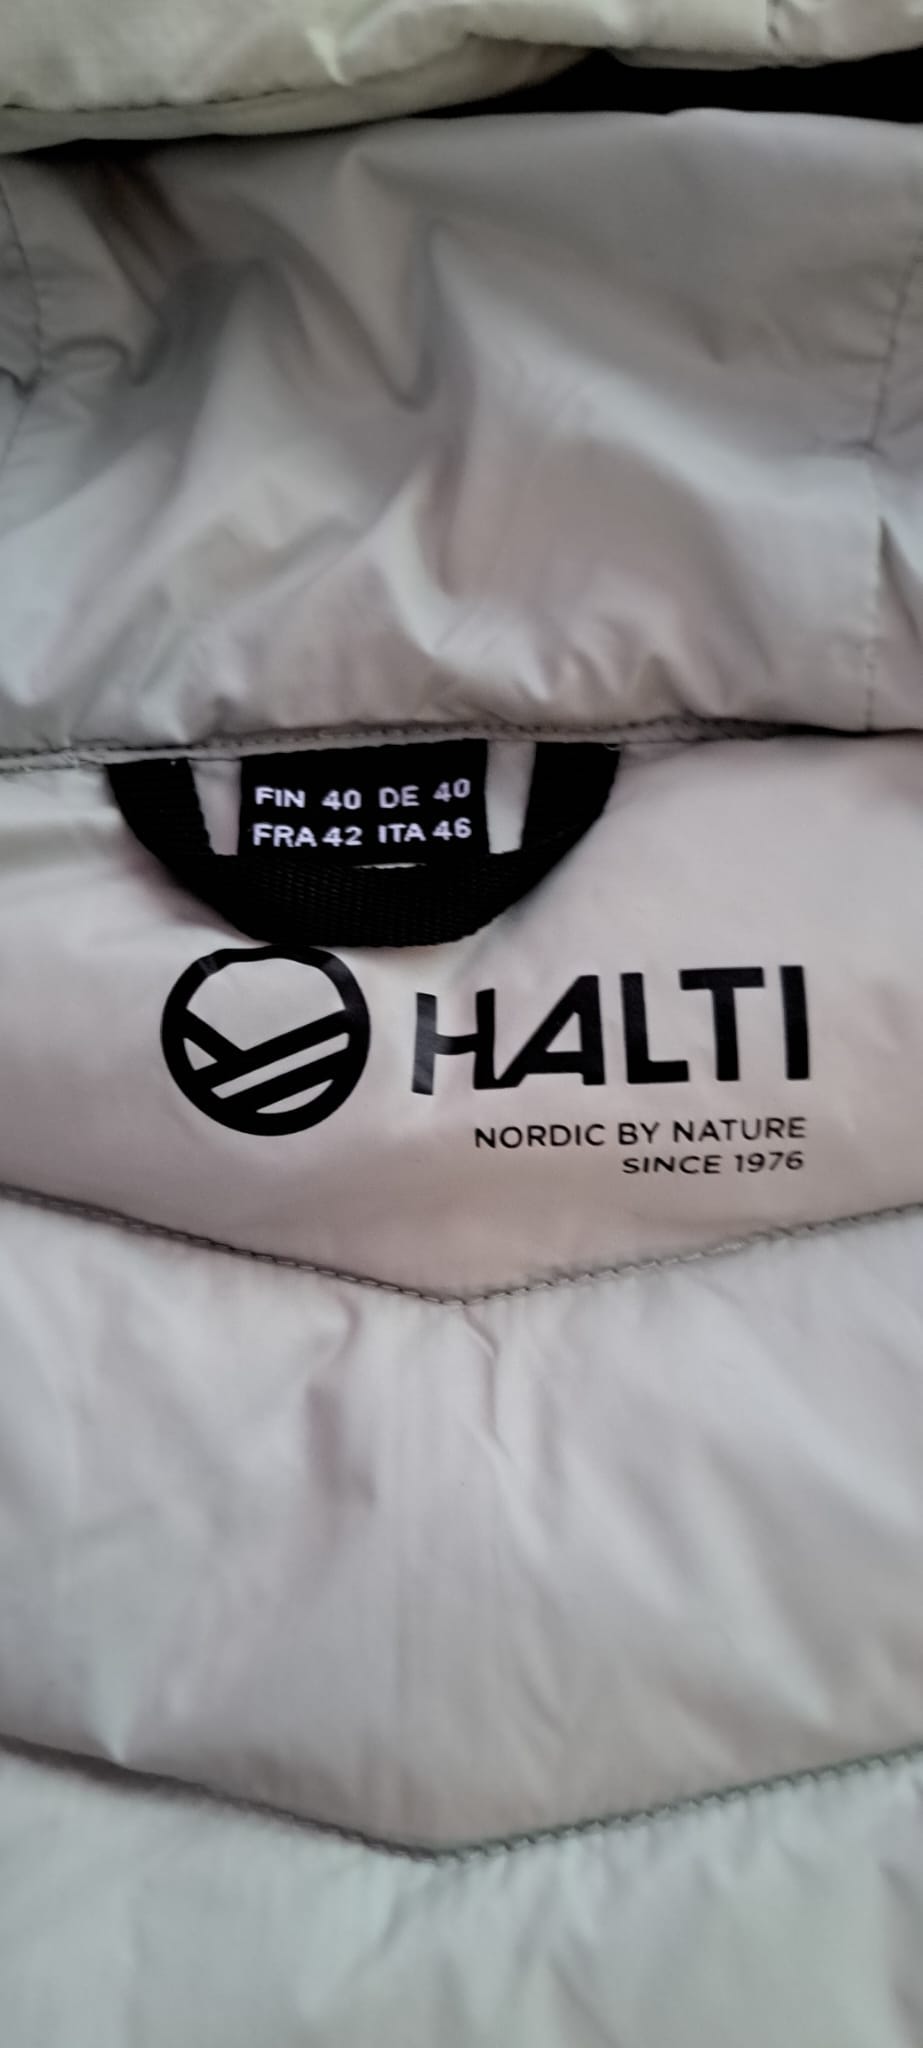 FIN 40 DE 40
FRA 42 ITA 46
HALTI
NORDIC BY NATURE
SINCE 1976